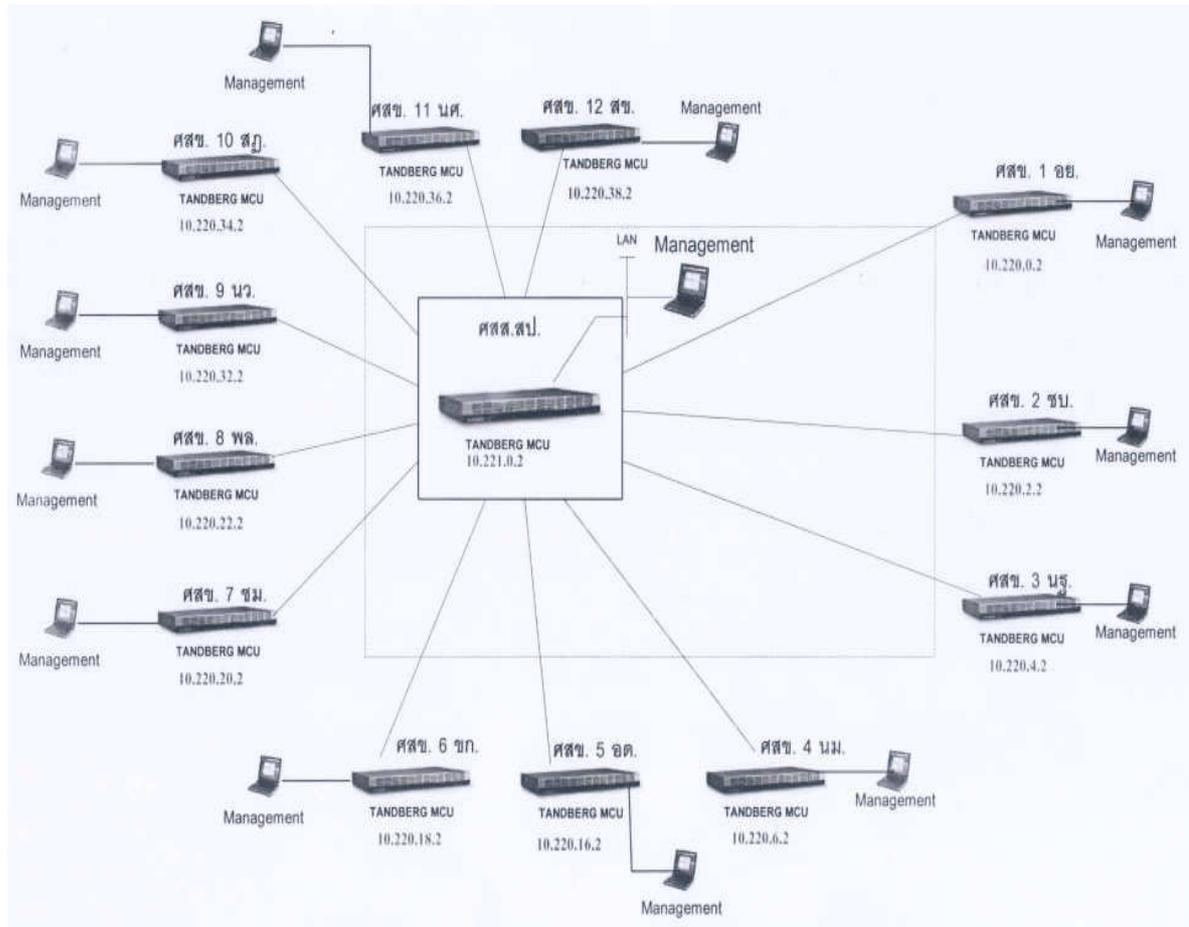 Management
ศสข. 11 นศ.
TANDBERG MCU
10.220.36.2
ศสข. 12 สข.
TANDBERG MCU
10.220.38.2
Management
ศสข. 10 สฎ.
TANDBERG MCU
10.220.34.2
Management
ศสข. 1 อย.
TANDBERG MCU
10.220.0.2
Management
LAN
Management
ศสส.สป.
TANDBERG MCU
10.221.0.2
ศสข. 9 นว.
TANDBERG MCU
10.220.32.2
Management
ศสข. 2 ชบ.
TANDBERG MCU
10.220.2.2
Management
ศสข. 8 พล.
TANDBERG MCU
10.220.22.2
Management
ศสข. 3 นฐ.
TANDBERG MCU
10.220.4.2
Management
ศสข. 7 ชม.
TANDBERG MCU
10.220.20.2
Management
ศสข. 6 ขก.
TANDBERG MCU
10.220.18.2
Management
ศสข. 5 อด.
TANDBERG MCU
10.220.16.2
Management
ศสข. 4 นม.
TANDBERG MCU
10.220.6.2
Management